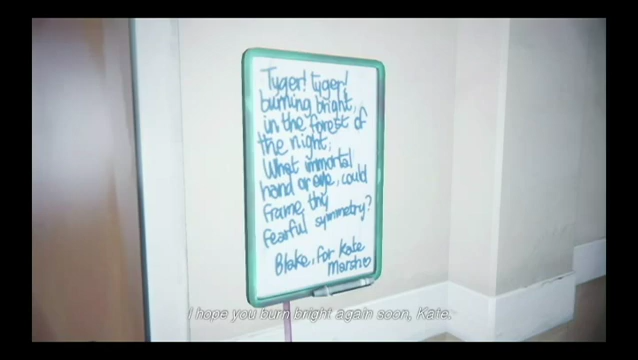 Tyger! tyger!
burning bright,
in the forest of
the night;
What immortal
hand or eye, could
frame thy
fearful symmetry?
Blake, for Kate
Marsh♡
I hope you burn bright again soon, Kate.